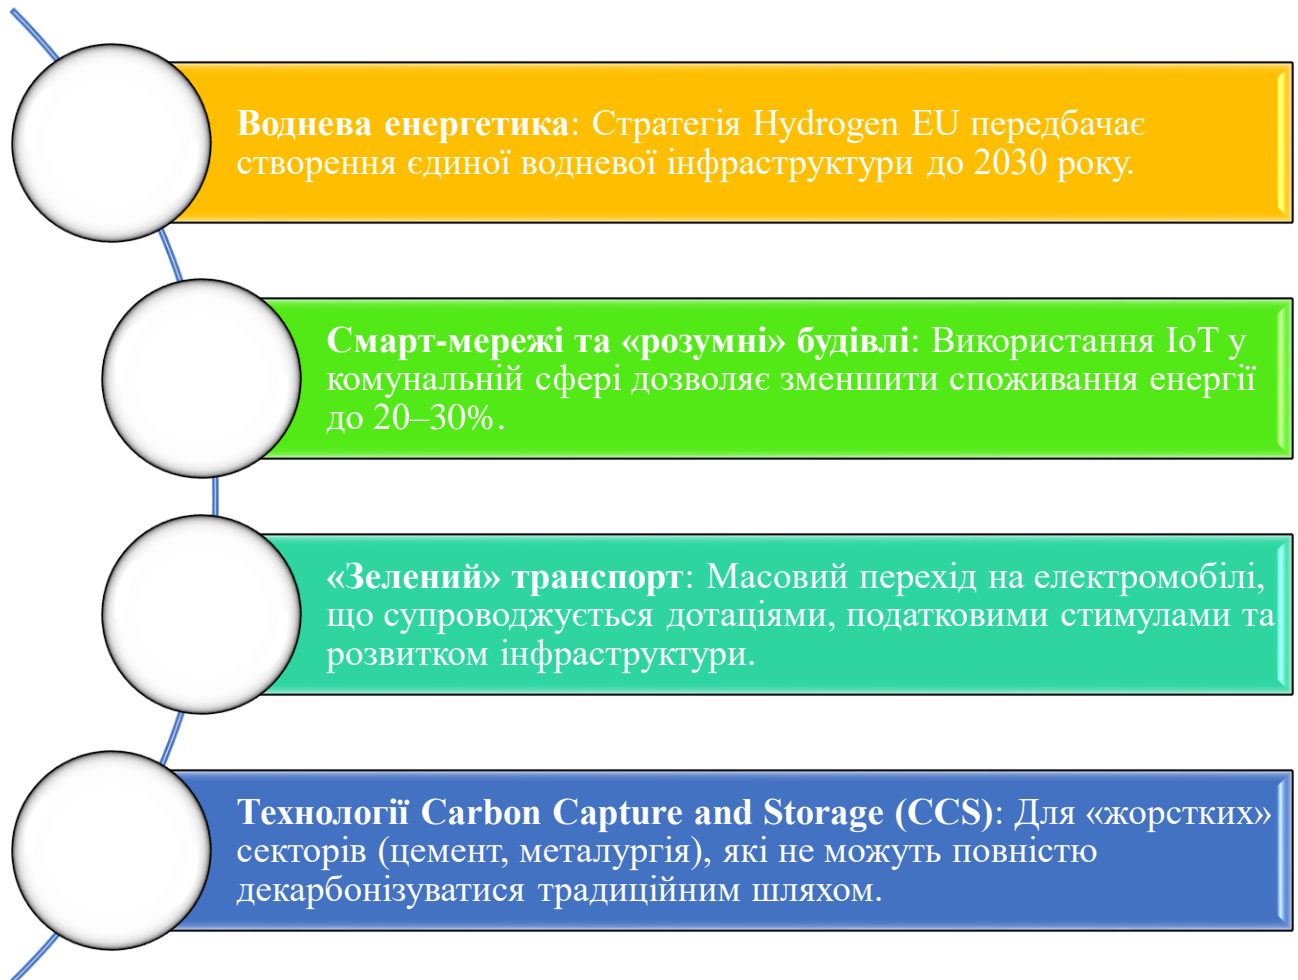 Воднева енергетика: Стратегія Hydrogen EU передбачає
створення єдиної водневої інфраструктури до 2030 року.
Смарт-мережі та «розумні» будівлі: Використання IoT у
комунальній сфері дозволяє зменшити споживання енергії
до 20–30%.
«Зелений» транспорт: Масовий перехід на електромобілі,
що супроводжується дотаціями, податковими стимулами та
розвитком інфраструктури.
Технології Carbon Capture and Storage (CCS): Для «жорстких»
секторів (цемент, металургія), які не можуть повністю
декарбонізуватися традиційним шляхом.